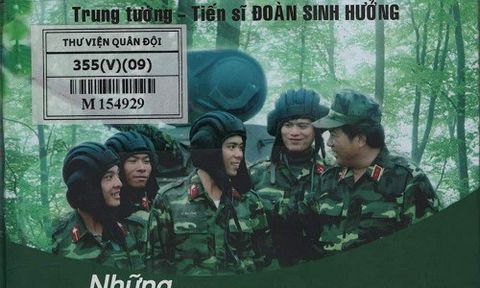 Trung tướng - Tiến sĩ ĐOÀN SINH HƯỞNG
THƯ VIỆN QUÂN ĐỘI
355(V)(09)
M 154929
Những